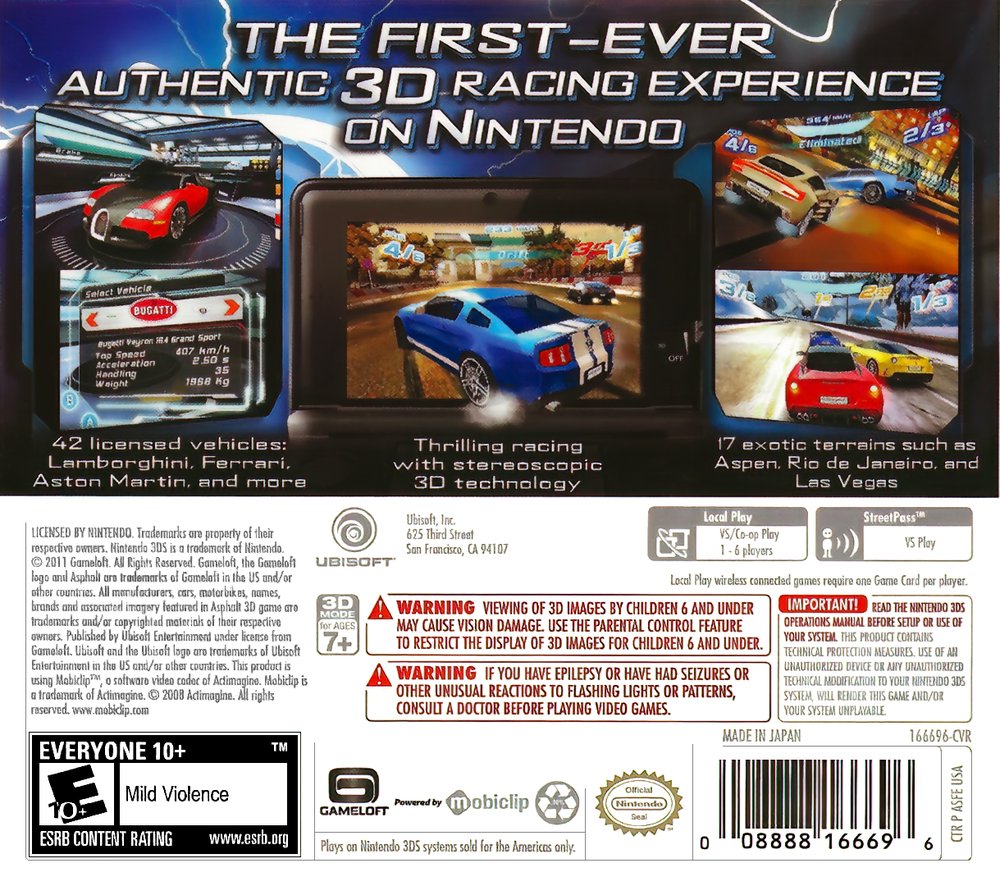 THE FIRST-EVER
AUTHENTIC 3D RACING EXPERIENCE
ON NINTENDO
Brake
Select Vehicle
BUGATTI
Bugatti Veyron 16.4 Grand Sport
Top Speed 407 km/h
Acceleration 2.50 s
Handling 35
Weight 1968 Kg
B
A
4/6
Drift
3rd
1/3
OFF
4/6
Eliminated
2/3
3/6
1/3
42 licensed vehicles:
Lamborghini, Ferrari,
Aston Martin, and more
Thrilling racing
with stereoscopic
3D technology
17 exotic terrains such as
Aspen, Rio de Janeiro, and
Las Vegas
LICENSED BY NINTENDO. Trademarks are property of their
respective owners. Nintendo 3DS is a trademark of Nintendo.
© 2011 Gameloft. All Rights Reserved. Gameloft, the Gameloft
logo and Asphalt are trademarks of Gameloft in the US and/or
other countries. All manufacturers, cars, motorbikes, names,
brands and associated imagery featured in Asphalt 3D game are
trademarks and/or copyrighted materials of their respective
owners. Published by Ubisoft Entertainment under license from
Gameloft. Ubisoft and the Ubisoft logo are trademarks of Ubisoft
Entertainment in the US and/or other countries. This product is
using Mobiclip™, a software video codec of Actimagine. Mobiclip is
a trademark of Actimagine. © 2008 Actimagine. All rights
reserved. www.mobiclip.com
UBISOFT™
Ubisoft, Inc.
625 Third Street
San Francisco, CA 94107
Local Play
VS/Co-op Play
1 - 6 players
StreetPass™
VS Play
Local Play wireless connected games require one Game Card per player.
3D
MODE
for AGES
7+
WARNING VIEWING OF 3D IMAGES BY CHILDREN 6 AND UNDER
MAY CAUSE VISION DAMAGE. USE THE PARENTAL CONTROL FEATURE
TO RESTRICT THE DISPLAY OF 3D IMAGES FOR CHILDREN 6 AND UNDER.
WARNING IF YOU HAVE EPILEPSY OR HAVE HAD SEIZURES OR
OTHER UNUSUAL REACTIONS TO FLASHING LIGHTS OR PATTERNS,
CONSULT A DOCTOR BEFORE PLAYING VIDEO GAMES.
IMPORTANT! READ THE NINTENDO 3DS
OPERATIONS MANUAL BEFORE SETUP OR USE OF
YOUR SYSTEM. THIS PRODUCT CONTAINS
TECHNICAL PROTECTION MEASURES. USE OF AN
UNAUTHORIZED DEVICE OR ANY UNAUTHORIZED
TECHNICAL MODIFICATION TO YOUR NINTENDO 3DS
SYSTEM, WILL RENDER THIS GAME AND/OR
YOUR SYSTEM UNPLAYABLE.
MADE IN JAPAN
166696-CVR
EVERYONE 10+ ™
E
10+
Mild Violence
ESRB CONTENT RATING www.esrb.org
GAMELOFT
Powered by mobiclip
Plays on Nintendo 3DS systems sold for the Americas only.
Official
Nintendo
Seal
0 08888 16669 6
CTR P ASFE USA